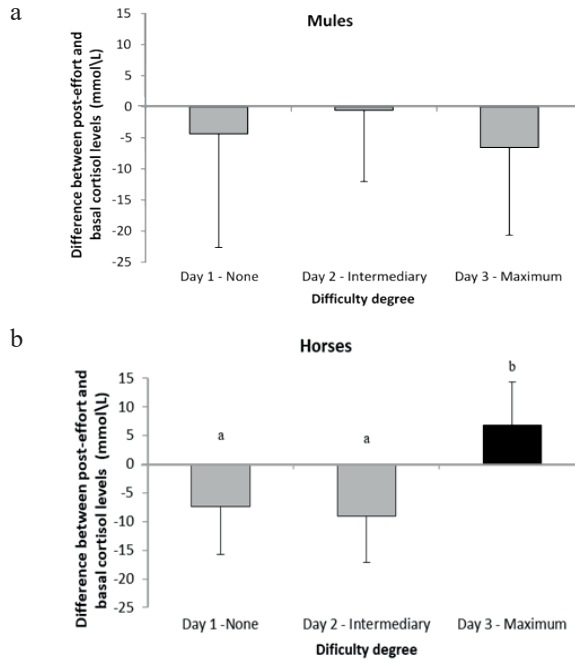 a
Mules
Difference between post-effort and
basal cortisol levels (mmol\L)
15
10
5
0
-5
-10
-15
-20
-25
Day 1 - None
Day 2 - Intermediary
Day 3 - Maximum
Difficulty degree
b
Horses
Difference between post-effort and
basal cortisol levels (mmol\L)
15
10
5
0
-5
-10
-15
-20
-25
a
a
b
Day 1 -None
Day 2 - Intermediary
Day 3 - Maximum
Dificulty degree